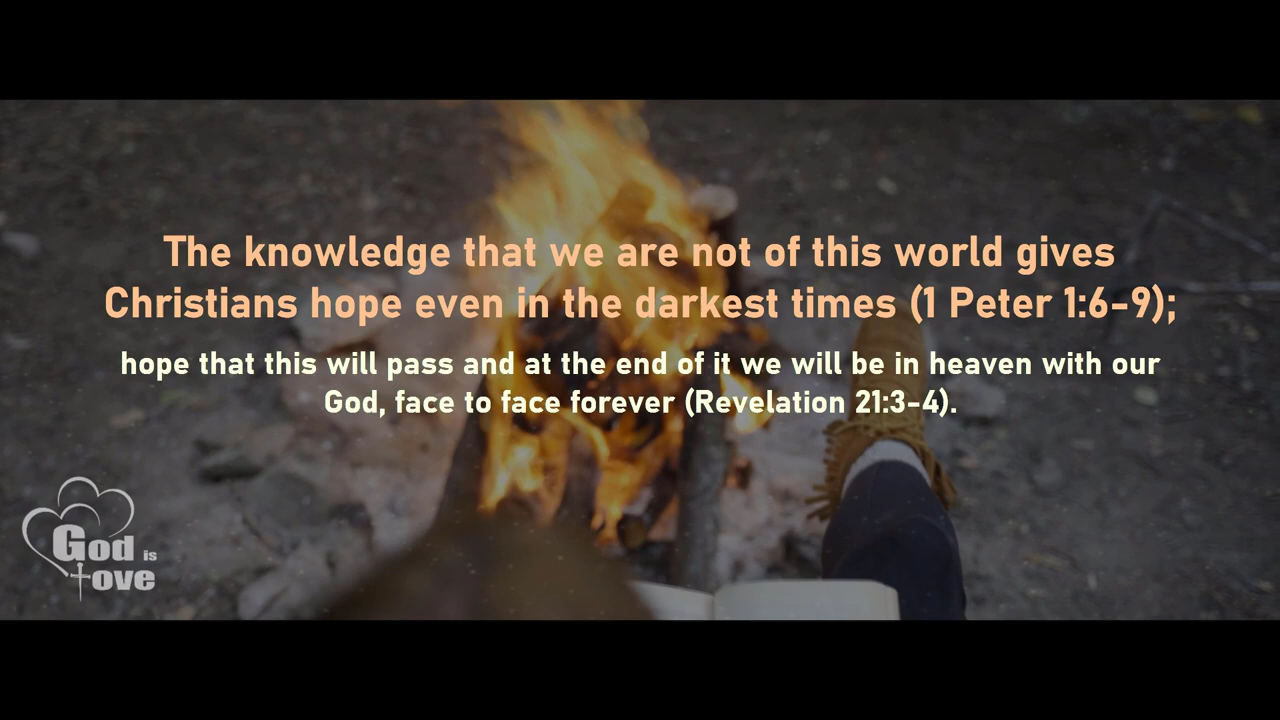 The knowledge that we are not of this world gives
Christians hope even in the darkest times (1 Peter 1:6-9);
hope that this will pass and at the end of it we will be in heaven with our
God, face to face forever (Revelation 21:3-4).
God is
Love